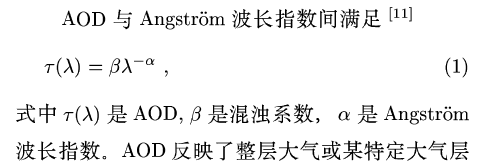 AOD 与 Angström 波长指数间满足 [11]
τ(λ) = βλ^{-α} , (1)
式中 τ(λ) 是 AOD, β 是混浊系数, α 是 Angström
波长指数。AOD 反映了整层大气或某特定大气层